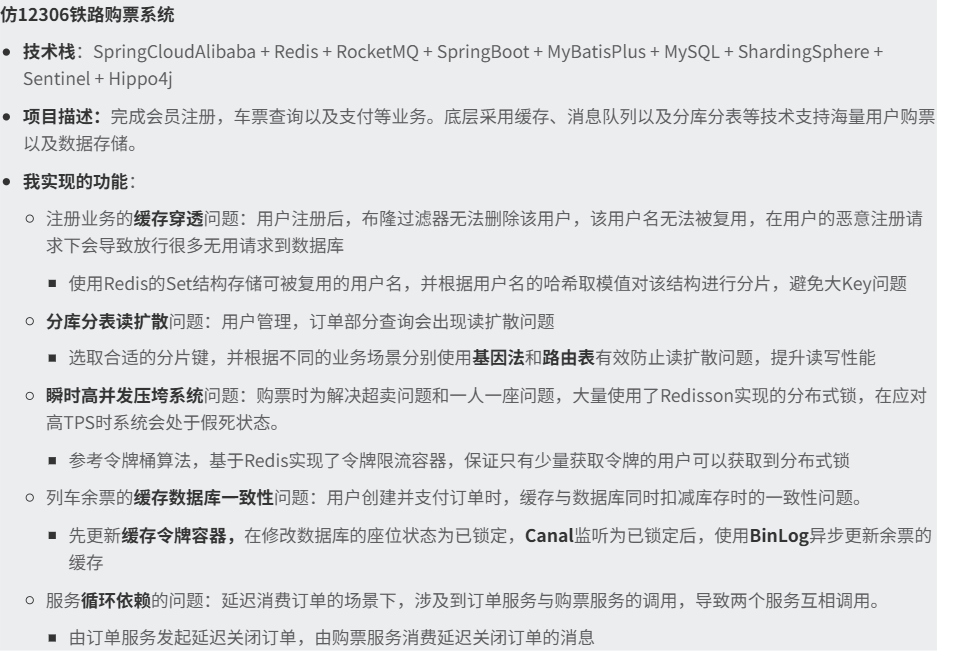 仿12306铁路购票系统
技术栈：SpringCloudAlibaba + Redis + RocketMQ + SpringBoot + MyBatisPlus + MySQL + ShardingSphere +
Sentinel + Hippo4j
项目描述：完成会员注册，车票查询以及支付等业务。底层采用缓存、消息队列以及分库分表等技术支持海量用户购票
以及数据存储。
我实现的功能：
注册业务的缓存穿透问题：用户注册后，布隆过滤器无法删除该用户，该用户名无法被复用，在用户的恶意注册请
求下会导致放行很多无用请求到数据库
使用Redis的Set结构存储可被复用的用户名，并根据用户名的哈希取模值对该结构进行分片，避免大Key问题
分库分表读扩散问题：用户管理，订单部分查询会出现读扩散问题
选取合适的分片键，并根据不同的业务场景分别使用基因法和路由表有效防止读扩散问题，提升读写性能
瞬时高并发压垮系统问题：购票时为解决超卖问题和一人一座问题，大量使用了Redisson实现的分布式锁，在应对
高TPS时系统会处于假死状态。
参考令牌桶算法，基于Redis实现了令牌限流容器，保证只有少量获取令牌的用户可以获取到分布式锁
列车余票的缓存数据库一致性问题：用户创建并支付订单时，缓存与数据库同时扣减库存时的一致性问题。
先更新缓存令牌容器，在修改数据库的座位状态为已锁定，Canal监听为已锁定后，使用BinLog异步更新余票的
缓存
服务循环依赖的问题：延迟消费订单的场景下，涉及到订单服务与购票服务的调用，导致两个服务互相调用。
由订单服务发起延迟关闭订单，由购票服务消费延迟关闭订单的消息